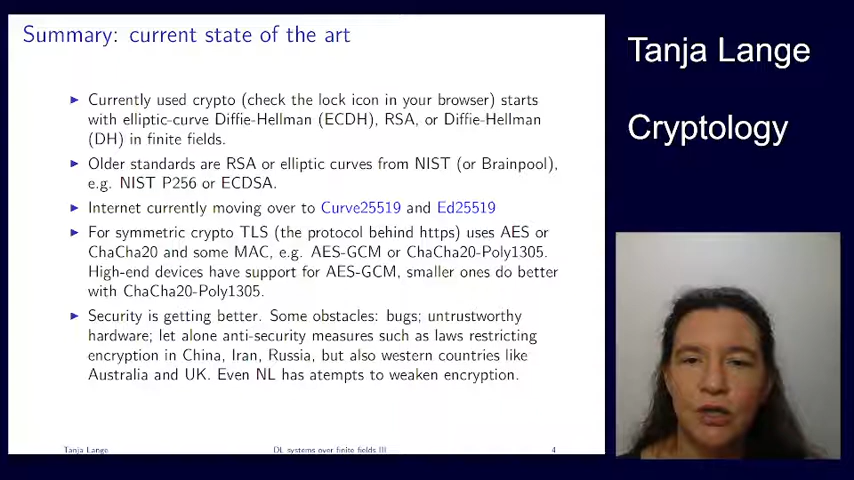 Summary: current state of the art
Tanja Lange
Cryptology
▶ Currently used crypto (check the lock icon in your browser) starts
with elliptic-curve Diffie-Hellman (ECDH), RSA, or Diffie-Hellman
(DH) in finite fields.
▶ Older standards are RSA or elliptic curves from NIST (or Brainpool),
e.g. NIST P256 or ECDSA.
▶ Internet currently moving over to Curve25519 and Ed25519
▶ For symmetric crypto TLS (the protocol behind https) uses AES or
ChaCha20 and some MAC, e.g. AES-GCM or ChaCha20-Poly1305.
High-end devices have support for AES-GCM, smaller ones do better
with ChaCha20-Poly1305.
▶ Security is getting better. Some obstacles: bugs; untrustworthy
hardware; let alone anti-security measures such as laws restricting
encryption in China, Iran, Russia, but also western countries like
Australia and UK. Even NL has atempts to weaken encryption.
Tanja Lange
DL systems over finite fields III
4